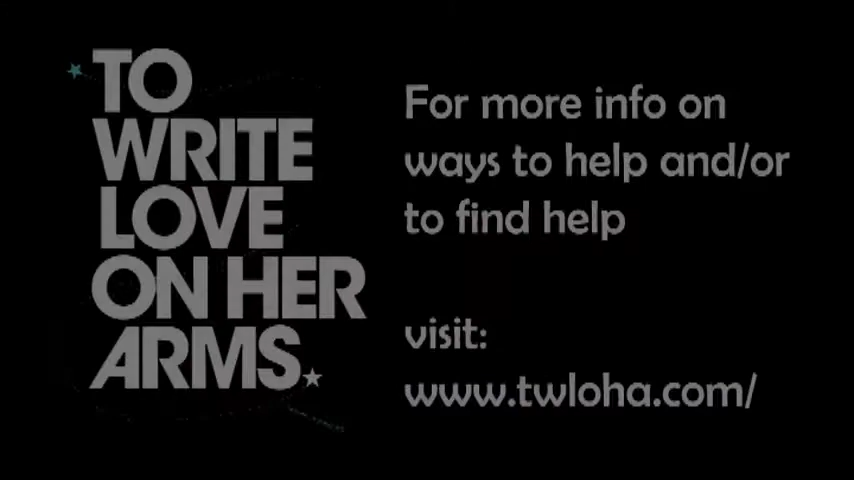 TO
WRITE
LOVE
ON HER
ARMS.
For more info on
ways to help and/or
to find help
visit:
www.twloha.com/